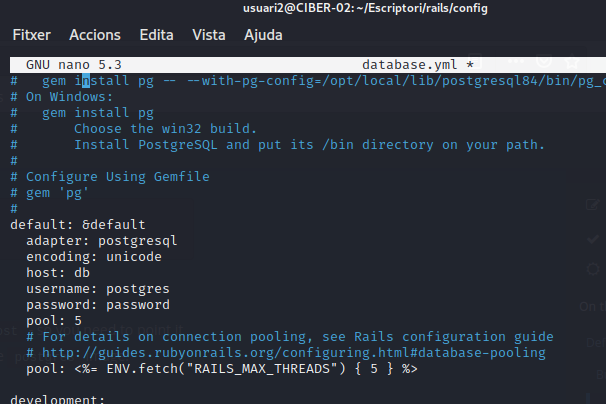 usuari2@CIBER-02: ~/Escriptori/rails/config
Fitxer Accions Edita Vista Ajuda
GNU nano 5.3 database.yml *
#   gem install pg -- --with-pg-config=/opt/local/lib/postgresql84/bin/pg_c
# On Windows:
#   gem install pg
#       Choose the win32 build.
#       Install PostgreSQL and put its /bin directory on your path.
#
# Configure Using Gemfile
# gem 'pg'
#
default: &default
  adapter: postgresql
  encoding: unicode
  host: db
  username: postgres
  password: password
  pool: 5
  # For details on connection pooling, see Rails configuration guide
  # http://guides.rubyonrails.org/configuring.html#database-pooling
  pool: <%= ENV.fetch("RAILS_MAX_THREADS") { 5 } %>
development: